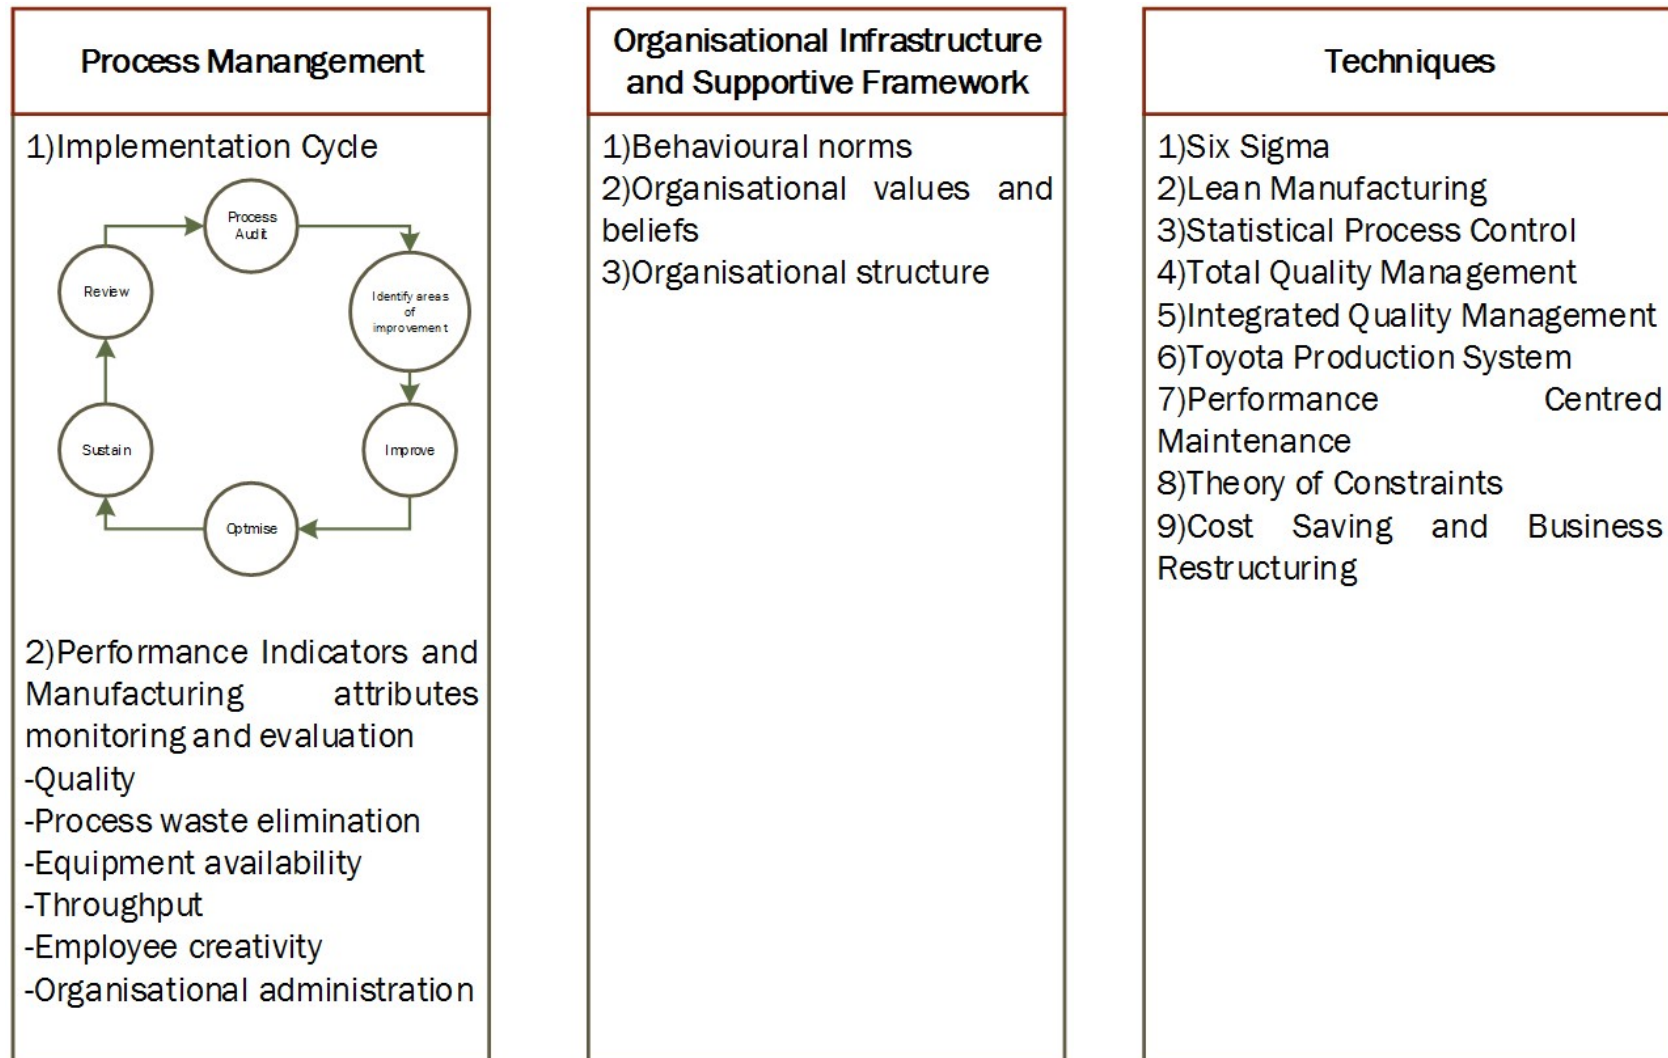 Process Manangement
1)Implementation Cycle
Process
Audit
Identify areas
of
improvement
Improve
Optmise
Sustain
Review
2)Performance Indicators and
Manufacturing attributes
monitoring and evaluation
-Quality
-Process waste elimination
-Equipment availability
-Throughput
-Employee creativity
-Organisational administration
Organisational Infrastructure
and Supportive Framework
1)Behavioural norms
2)Organisational values and
beliefs
3)Organisational structure
Techniques
1)Six Sigma
2)Lean Manufacturing
3)Statistical Process Control
4)Total Quality Management
5)Integrated Quality Management
6)Toyota Production System
7)Performance Centred
Maintenance
8)Theory of Constraints
9)Cost Saving and Business
Restructuring